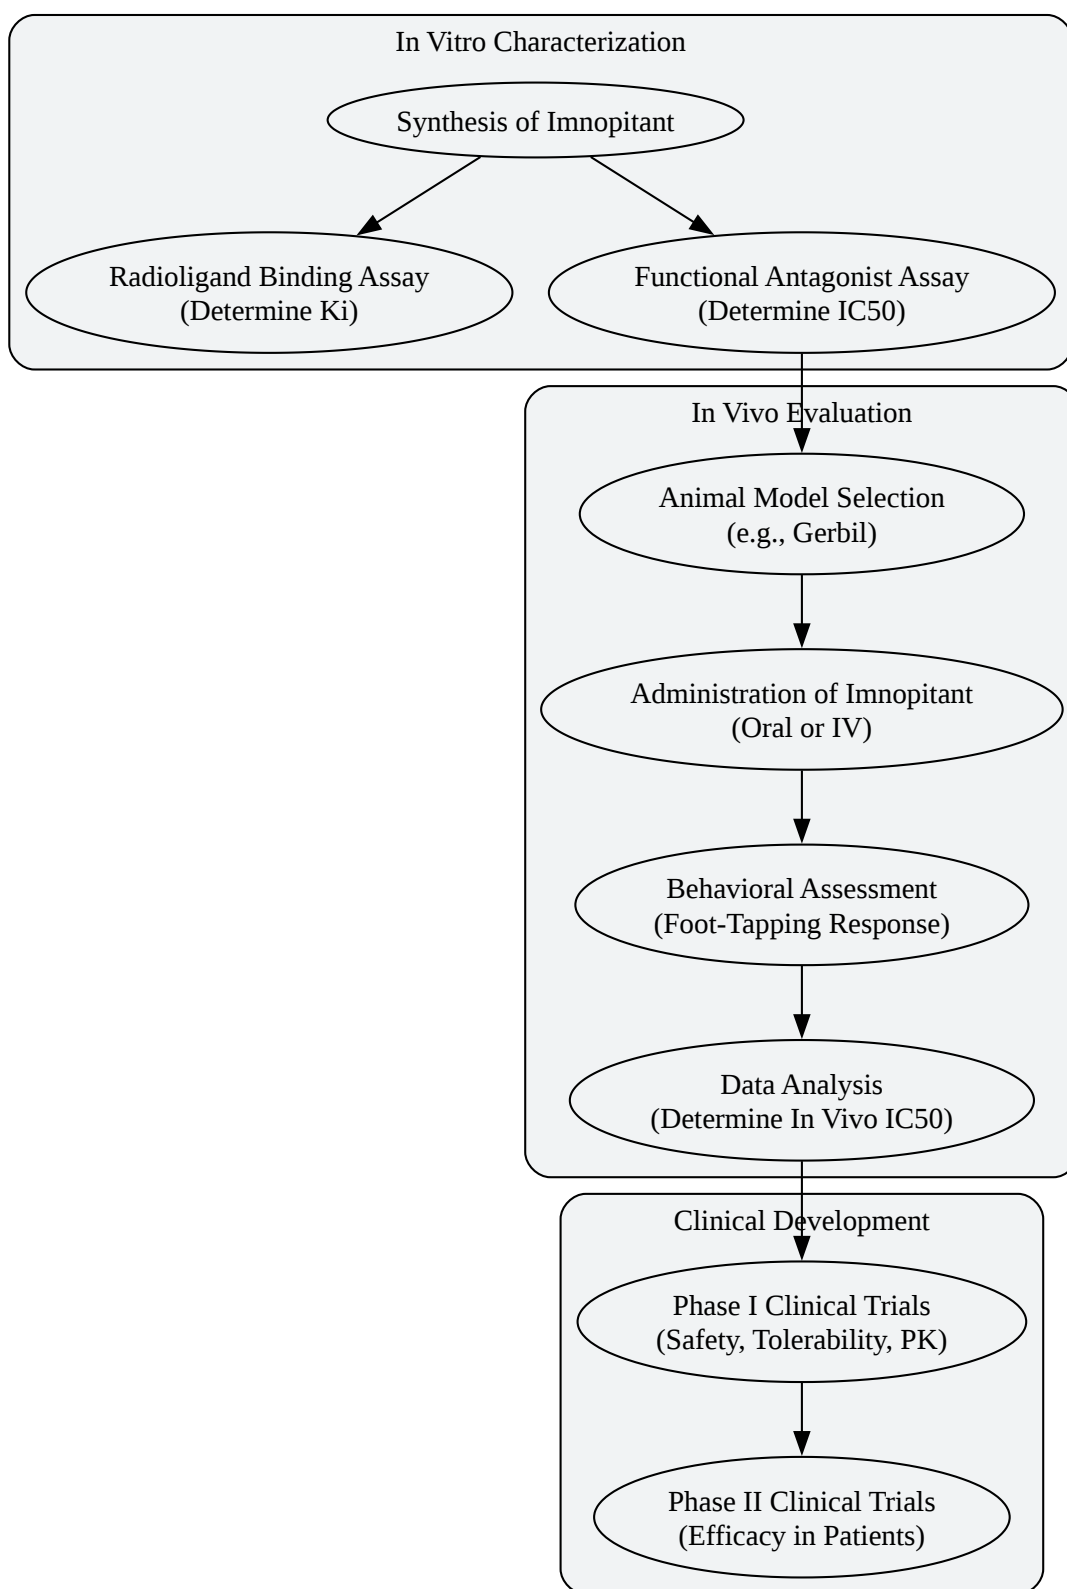 In Vitro Characterization
Synthesis of Imnopitant
Radioligand Binding Assay
(Determine Ki)
Functional Antagonist Assay
(Determine IC50)
In Vivo Evaluation
Animal Model Selection
(e.g., Gerbil)
Administration of Imnopitant
(Oral or IV)
Behavioral Assessment
(Foot-Tapping Response)
Data Analysis
(Determine In Vivo IC50)
Clinical Development
Phase I Clinical Trials
(Safety, Tolerability, PK)
Phase II Clinical Trials
(Efficacy in Patients)